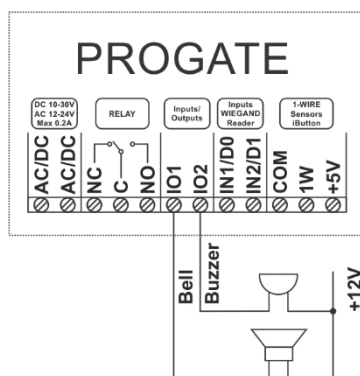 PROGATE
DC 10-30V
AC 12-24V
Max 0.2A
RELAY
Inputs/
Outputs
Inputs
WIEGAND
Reader
1-WIRE
Sensors
iButton
AC/DC
AC/DC
NC
C
NO
IO1
IO2
IN1/D0
IN2/D1
COM
1W
+5V
Bell
Buzzer
+12V